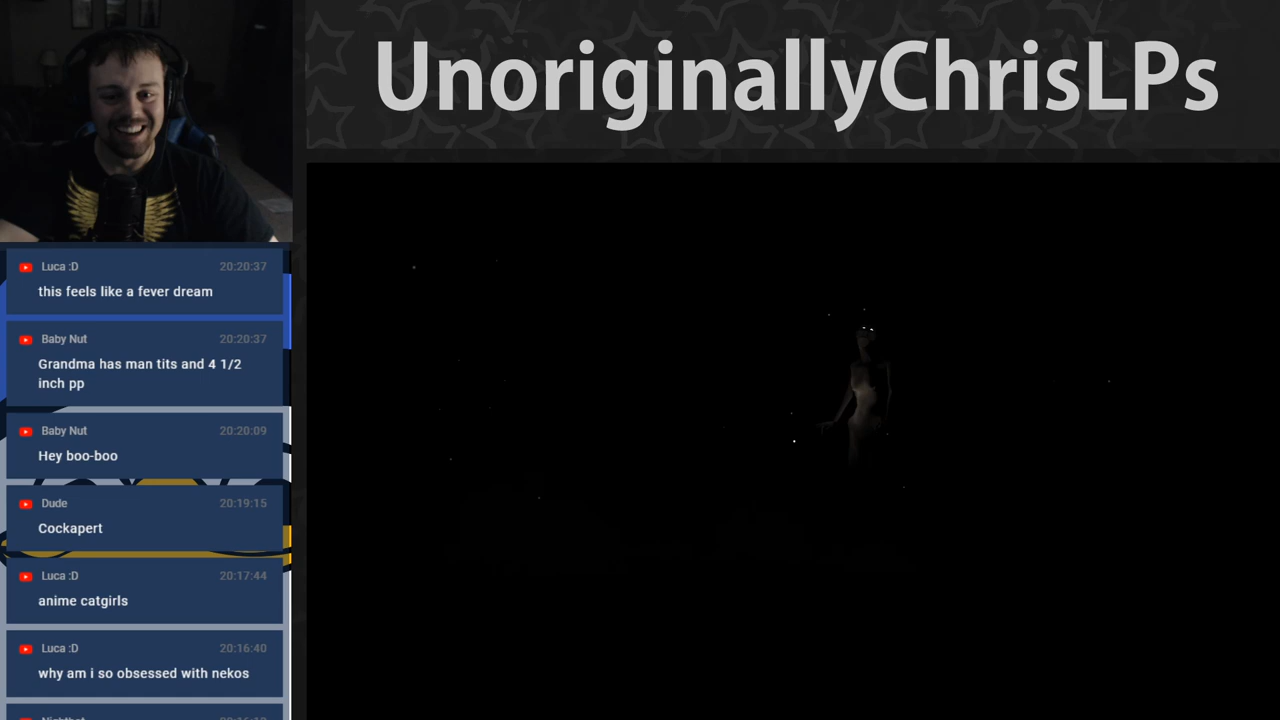 UnoriginallyChrisLPs
Luca :D 20:20:37
this feels like a fever dream
Baby Nut 20:20:37
Grandma has man tits and 4 1/2
inch pp
Baby Nut 20:20:09
Hey boo-boo
Dude 20:19:15
Cockapert
Luca :D 20:17:44
anime catgirls
Luca :D 20:16:40
why am i so obsessed with nekos